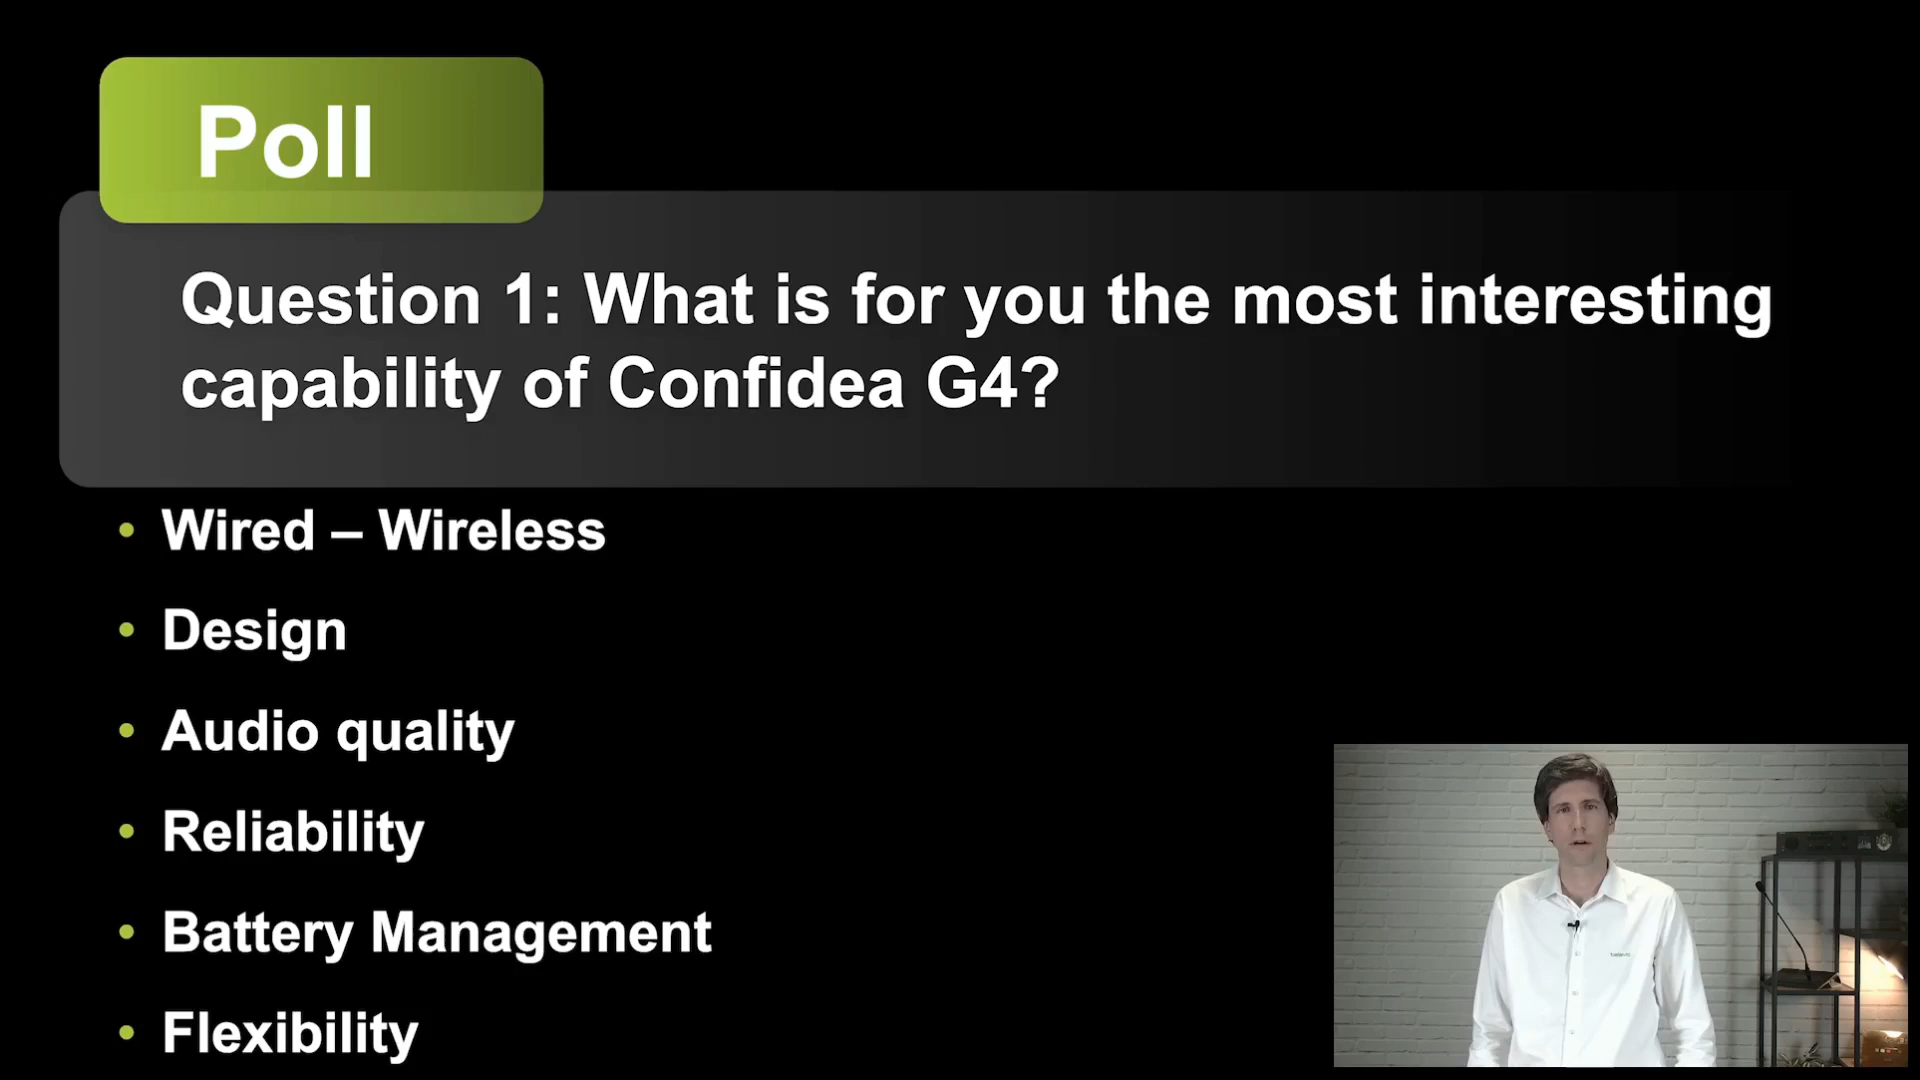 Poll
Question 1: What is for you the most interesting
capability of Confidea G4?
• Wired – Wireless
• Design
• Audio quality
• Reliability
• Battery Management
• Flexibility